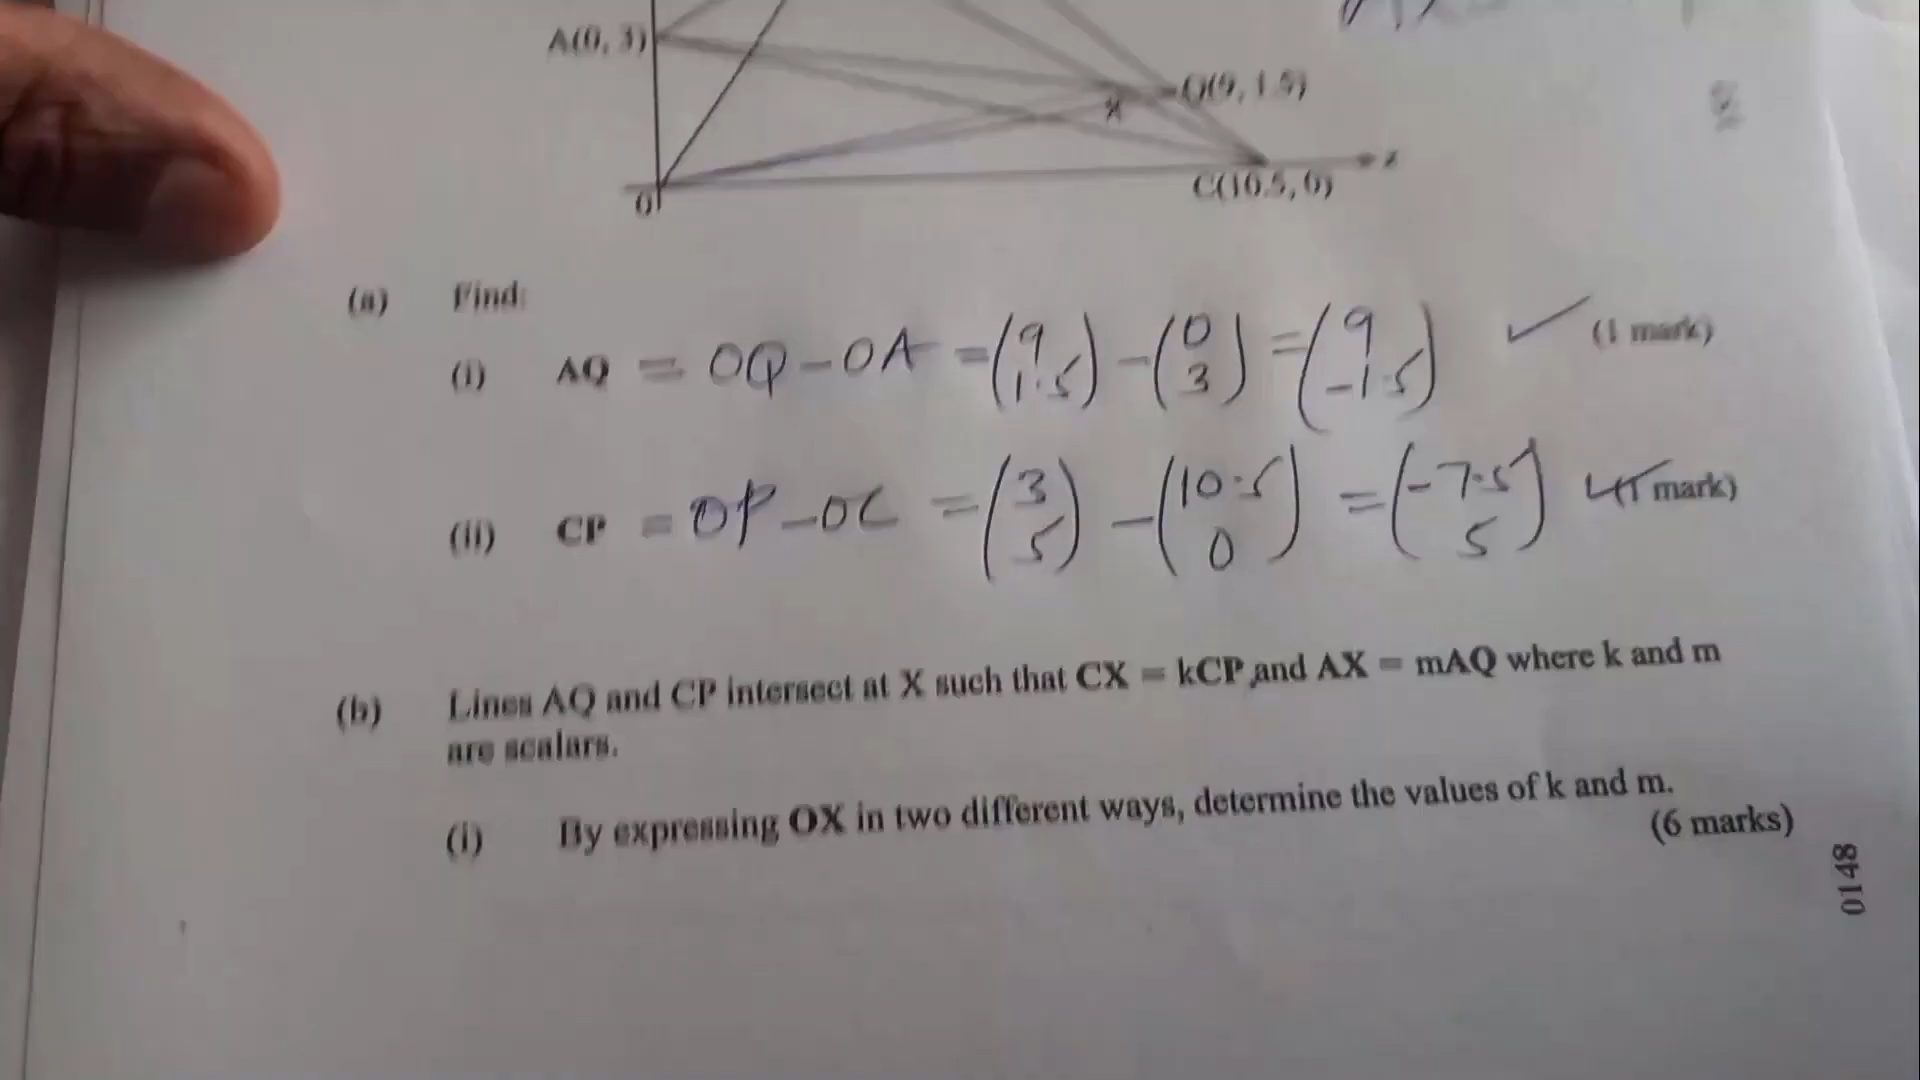 A(0, 3)
Q(9, 1.5)
X
x
0
C(10.5, 0)
(a) Find:
(i) AQ = OQ - OA = (9 1.5) - (0 3) = (9 -1.5) ✓ (1 mark)
(ii) CP = OP - OC = (3 5) - (10.5 0) = (-7.5 5) ✓ (1 mark)
(b) Lines AQ and CP intersect at X such that CX = kCP and AX = mAQ where k and m
are scalars.
(i) By expressing OX in two different ways, determine the values of k and m.
(6 marks)
0148